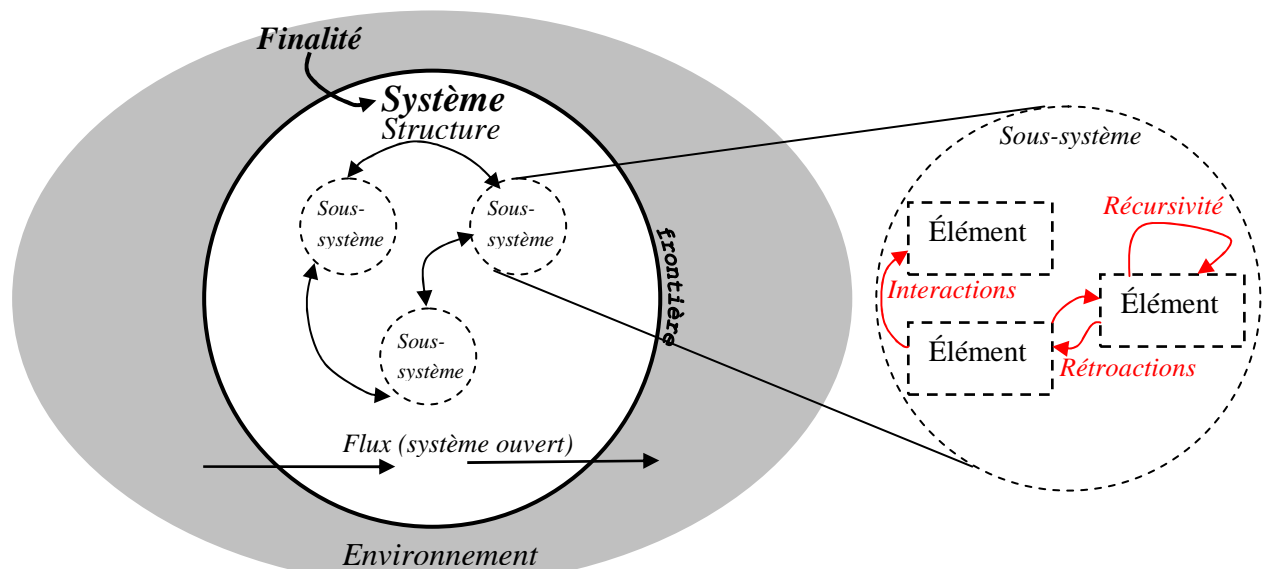 Finalité
Système
Structure
Sous-
système
Sous-
système
frontière
Sous-
système
Flux (système ouvert)
Environnement
Sous-système
Élément
Récursivité
Interactions
Élément
Élément
Rétroactions